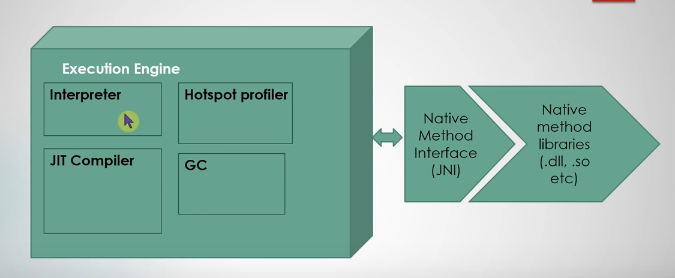 Execution Engine
Interpreter
Hotspot profiler
JIT Compiler
GC
Native
Method
Interface
(JNI)
Native
method
libraries
(.dll, .so
etc)